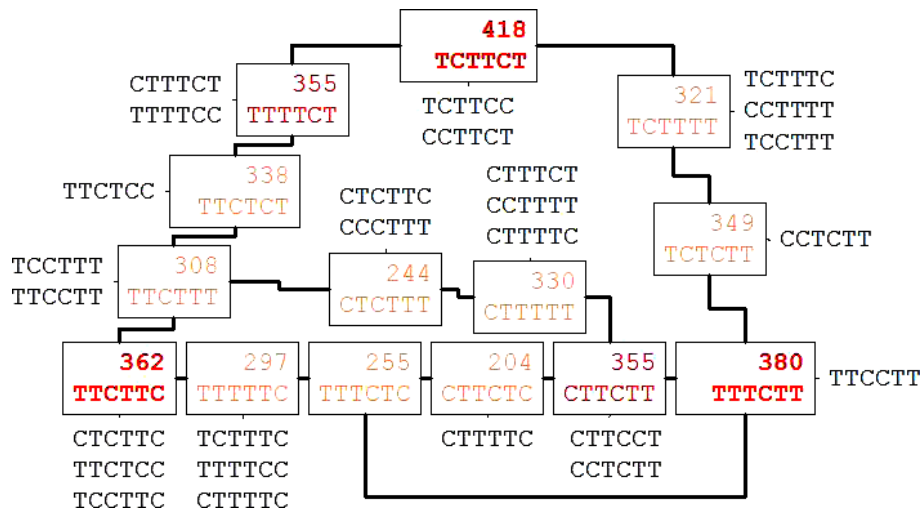 418
TCTTCT
TCTTCC
CCTTCT
CTTTCT
TTTTCC
355
TTTTCT
321
TCTTTT
TCTTTC
CCTTTT
TCCTTT
TTCTCC
338
TTCTCT
CTCTTC
CCCTTT
CTTTCT
CCTTTT
CTTTTC
349
TCTCTT
CCTCTT
TCCTTT
TTCCTT
308
TTCTTT
244
CTCTTT
330
CTTTTT
362
TTCTTC
297
TTTTTC
255
TTTCTC
204
CTTCTC
355
CTTCTT
380
TTTCTT
TTCCTT
CTCTTC
TTCTCC
TCCTTC
TCTTTC
TTTTCC
CTTTTC
CTTTTC
CTTCCT
CCTCTT